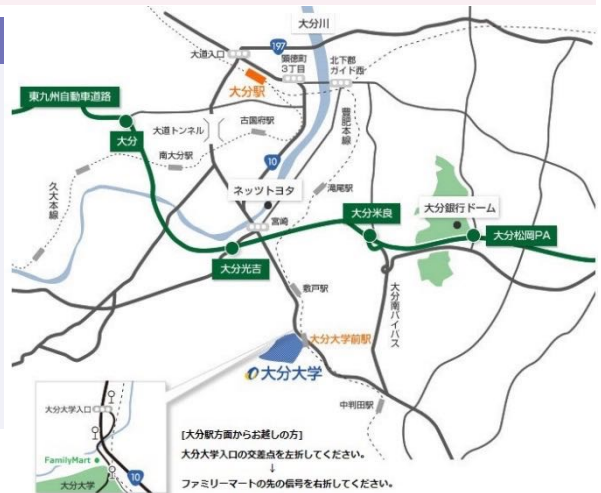 大分川
197
大道入口
顕徳町
3丁目
北下郡
ガイド西
大分駅
東九州自動車道路
大分
大道トンネル
古国府駅
豊肥本線
南大分駅
10
久大本線
ネッツトヨタ
滝尾駅
宮崎
大分米良
大分銀行ドーム
大分松岡PA
大分光吉
敷戸駅
大分南バイパス
大分大学前駅
大分大学
中判田駅
大分大学入口
FamilyMart
10
大分大学
[大分駅方面からお越しの方]
大分大学入口の交差点を左折してください。
↓
ファミリーマートの先の信号を右折してください。